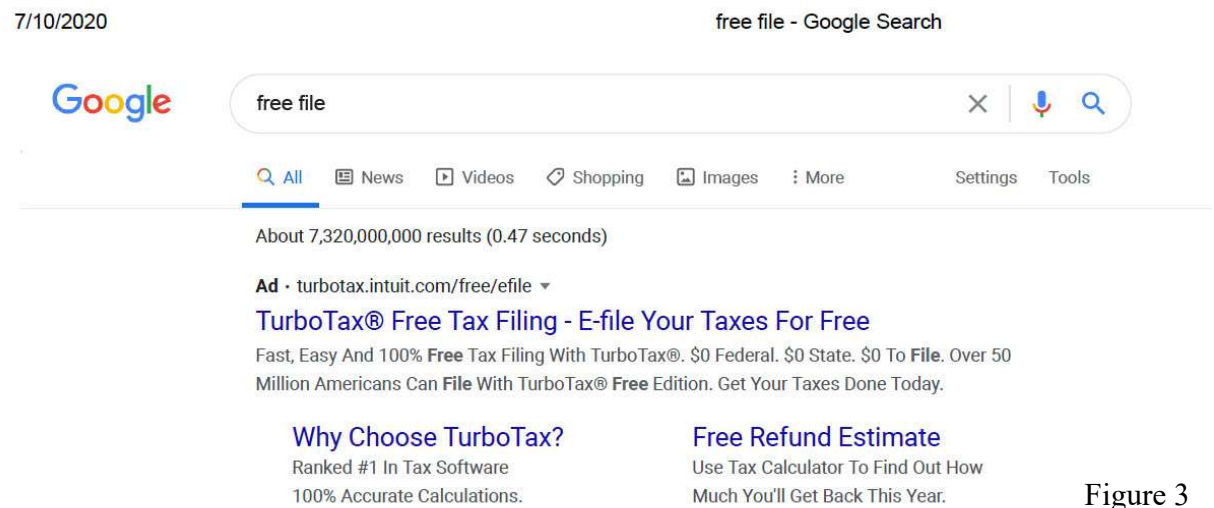 7/10/2020 free file - Google Search
Google free file
All News Videos Shopping Images More Settings Tools
About 7,320,000,000 results (0.47 seconds)
Ad · turbotax.intuit.com/free/efile
TurboTax® Free Tax Filing - E-file Your Taxes For Free
Fast, Easy And 100% Free Tax Filing With TurboTax®. $0 Federal. $0 State. $0 To File. Over 50
Million Americans Can File With TurboTax® Free Edition. Get Your Taxes Done Today.
Why Choose TurboTax? Free Refund Estimate
Ranked #1 In Tax Software Use Tax Calculator To Find Out How
100% Accurate Calculations. Much You'll Get Back This Year. Figure 3